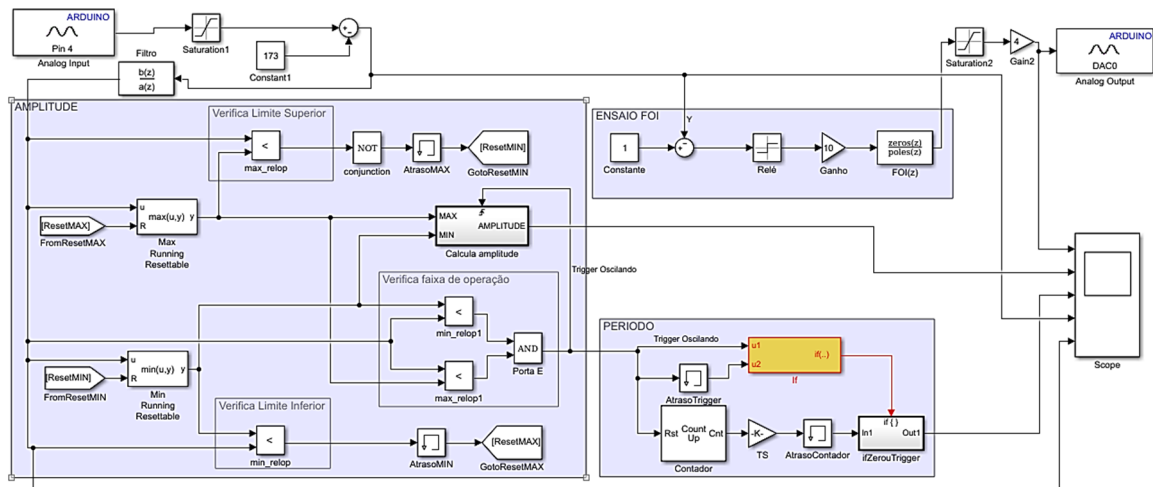 ARDUINO
Pin 4
Analog Input
Saturation1
173
Constant1
Filtro
b(z)
a(z)
Saturation2
4
Gain2
ARDUINO
DAC0
Analog Output
AMPLITUDE
Verifica Limite Superior
<
max_relop
NOT
conjunction
AtrasoMAX
[ResetMIN]
GotoResetMIN
[ResetMAX]
FromResetMAX
u
R
max(u,y)
y
Max
Running
Resettable
MAX
MIN
AMPLITUDE
Calcula amplitude
Trigger Oscilando
Verifica faixa de operação
<
min_relop1
<
max_relop1
AND
Porta E
[ResetMIN]
FromResetMIN
u
R
min(u,y)
y
Min
Running
Resettable
Verifica Limite Inferior
<
min_relop
AtrasoMIN
[ResetMAX]
GotoResetMAX
ENSAIO FOI
Y
1
Constante
Relé
10
Ganho
zeros(z)
poles(z)
FOI(z)
Scope
PERIODO
Trigger Oscilando
u1
u2
if(..)
If
AtrasoTrigger
Rst
Count
Up
Cnt
Contador
-K-
TS
AtrasoContador
if { }
In1
Out1
ifZerouTrigger